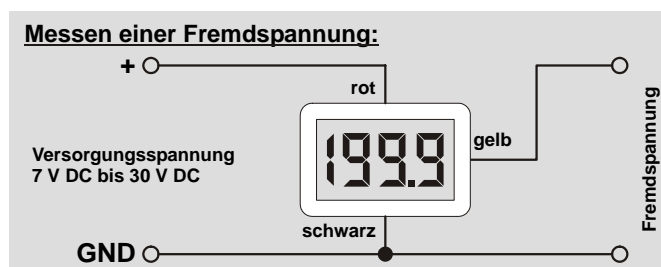 Messen einer Fremdspannung:
+
rot
199.9
gelb
Versorgungsspannung
7 V DC bis 30 V DC
Fremdspannung
schwarz
GND